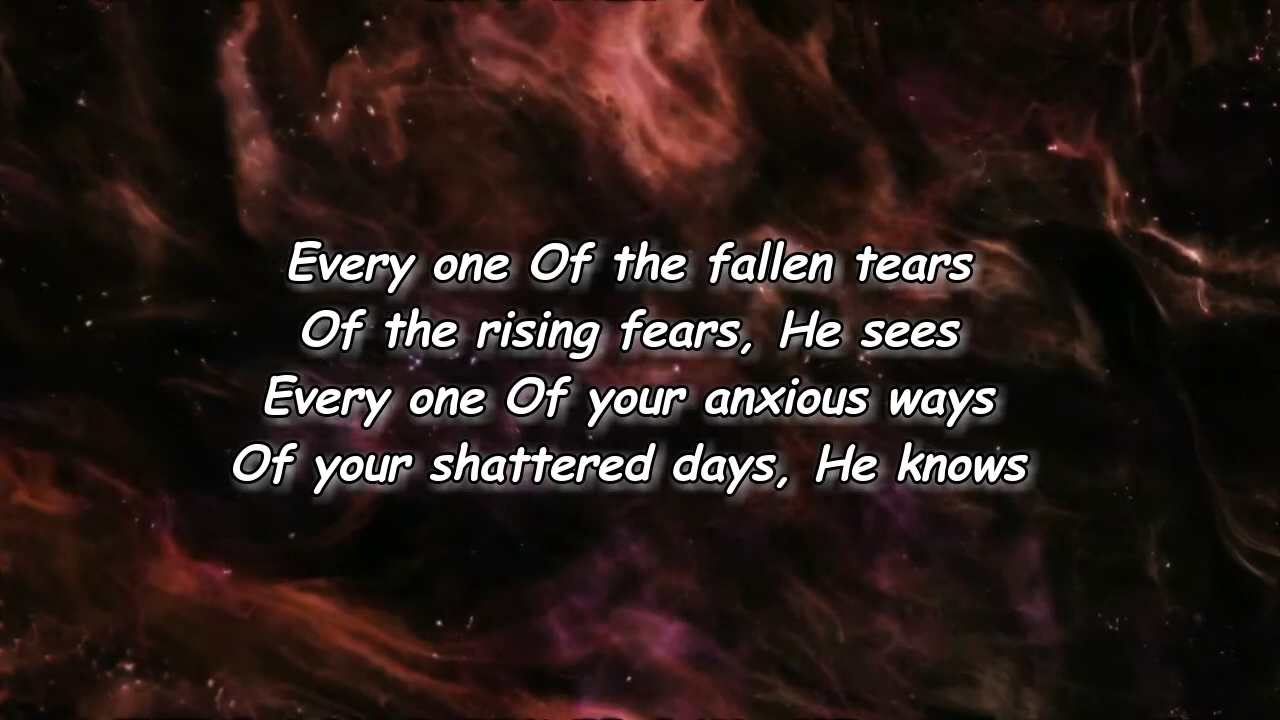 Every one Of the fallen tears
Of the rising fears, He sees
Every one Of your anxious ways
Of your shattered days, He knows